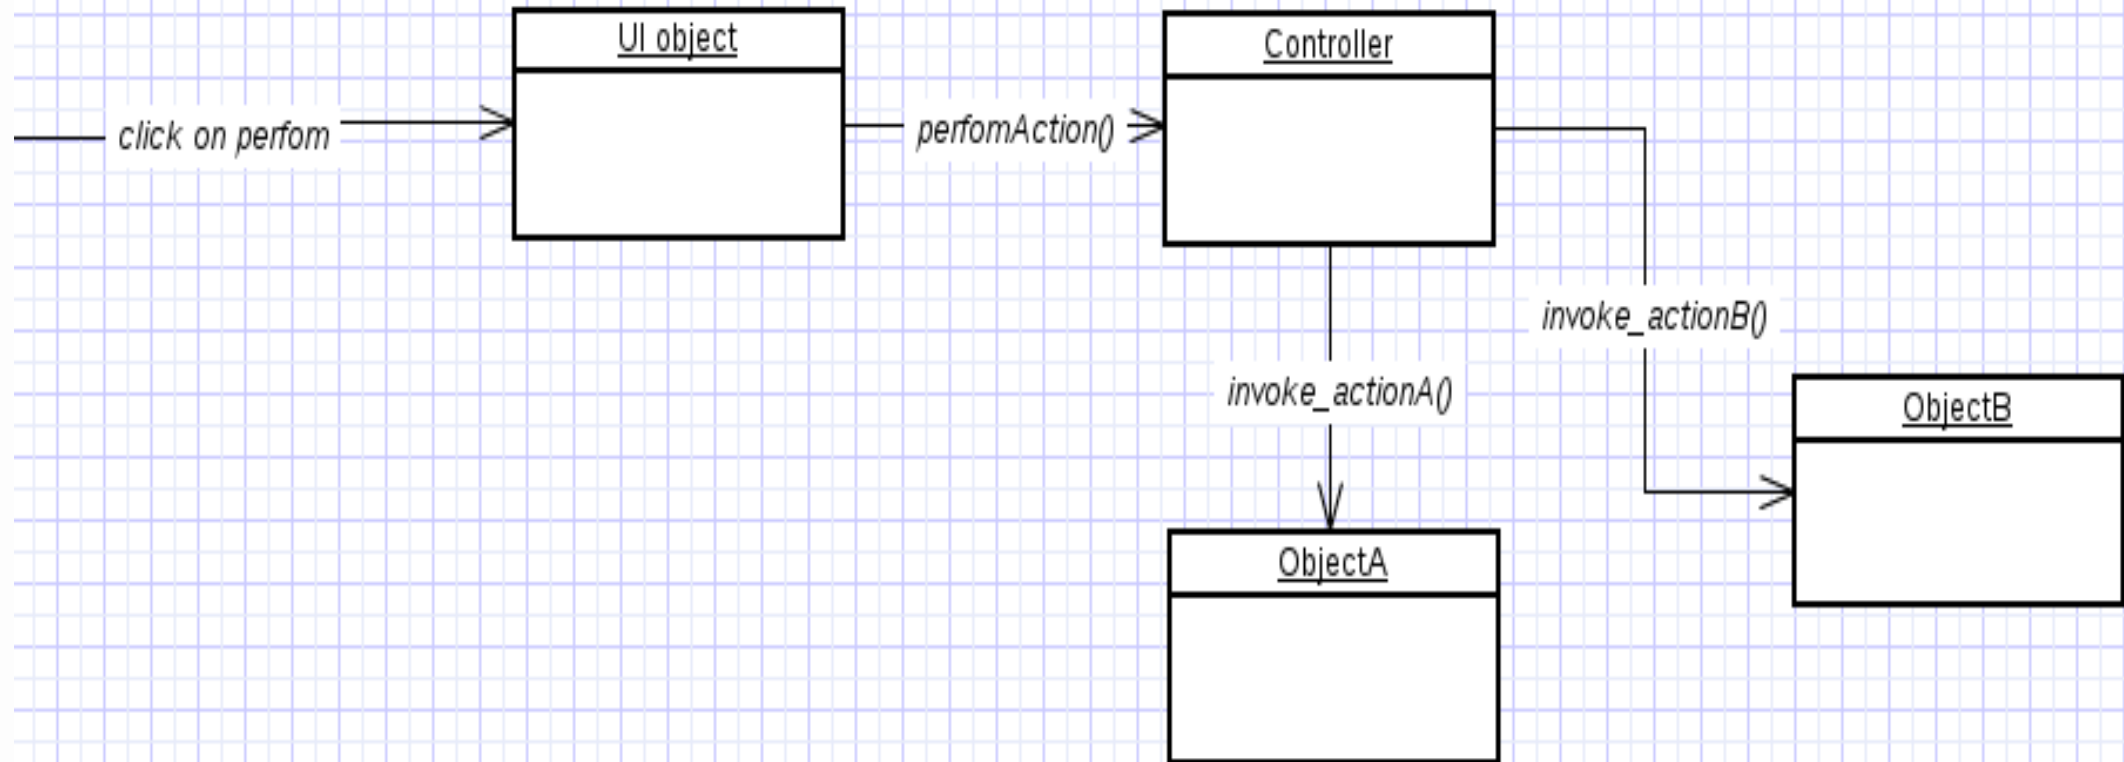 UI object
Controller
click on perfom
perfomAction()
invoke_actionB()
invoke_actionA()
ObjectB
ObjectA